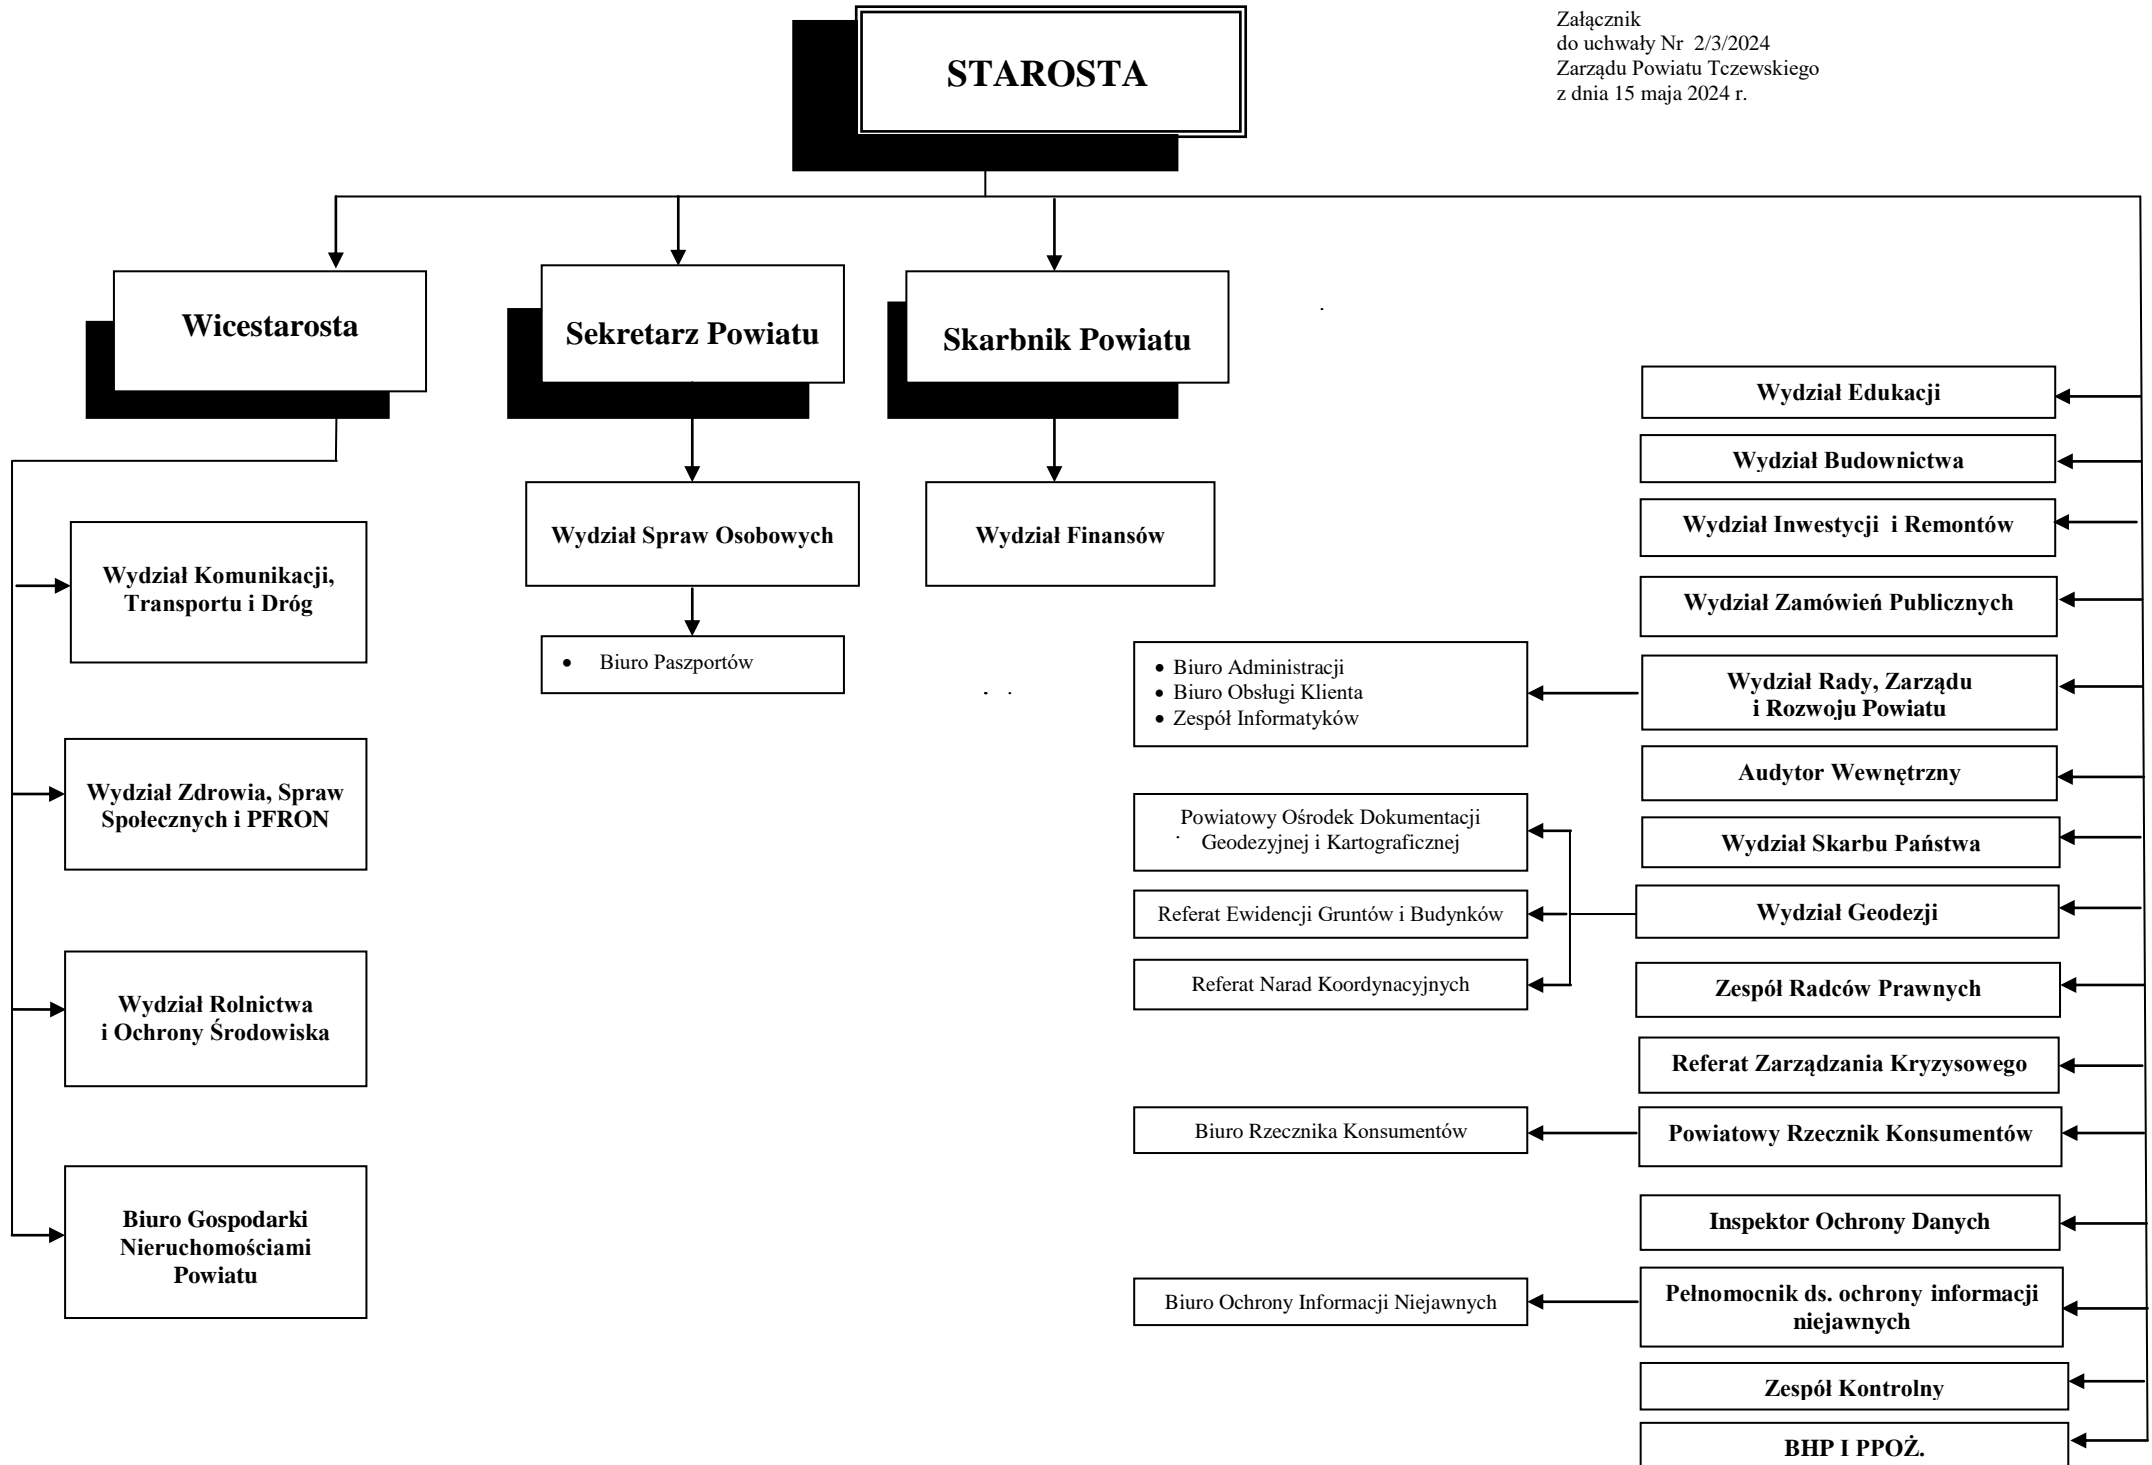 Załącznik
do uchwały Nr 2/3/2024
Zarządu Powiatu Tczewskiego
z dnia 15 maja 2024 r.
STAROSTA
Wicestarosta
Sekretarz Powiatu
Skarbnik Powiatu
Wydział Komunikacji,
Transportu i Dróg
Wydział Zdrowia, Spraw
Społecznych i PFRON
Wydział Rolnictwa
i Ochrony Środowiska
Biuro Gospodarki
Nieruchomościami
Powiatu
Wydział Spraw Osobowych
• Biuro Paszportów
Wydział Finansów
Wydział Edukacji
Wydział Budownictwa
Wydział Inwestycji i Remontów
Wydział Zamówień Publicznych
Wydział Rady, Zarządu
i Rozwoju Powiatu
• Biuro Administracji
• Biuro Obsługi Klienta
• Zespół Informatyków
Audytor Wewnętrzny
Wydział Skarbu Państwa
Wydział Geodezji
Powiatowy Ośrodek Dokumentacji
Geodezyjnej i Kartograficznej
Referat Ewidencji Gruntów i Budynków
Referat Narad Koordynacyjnych
Zespół Radców Prawnych
Referat Zarządzania Kryzysowego
Powiatowy Rzecznik Konsumentów
Biuro Rzecznika Konsumentów
Inspektor Ochrony Danych
Pełnomocnik ds. ochrony informacji
niejawnych
Biuro Ochrony Informacji Niejawnych
Zespół Kontrolny
BHP I PPOŻ.